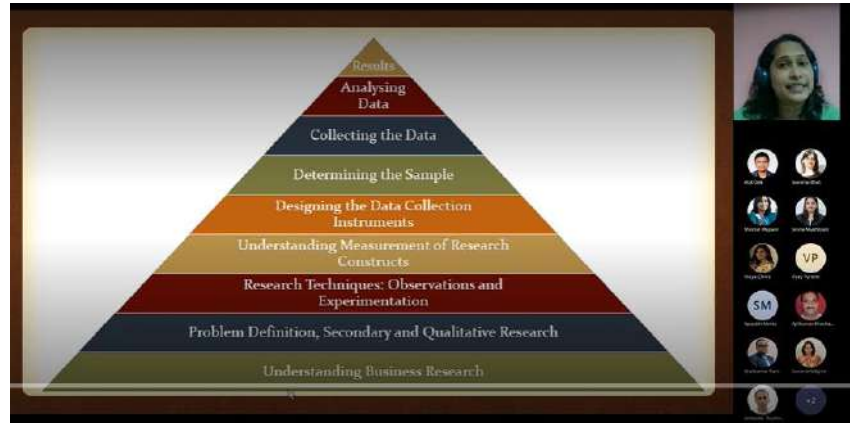 Results
Analysing
Data
Collecting the Data
Determining the Sample
Designing the Data Collection
Instruments
Understanding Measurement of Research
Constructs
Research Techniques: Observations and
Experimentation
Problem Definition, Secondary and Qualitative Research
Understanding Business Research
VP
SM
+2